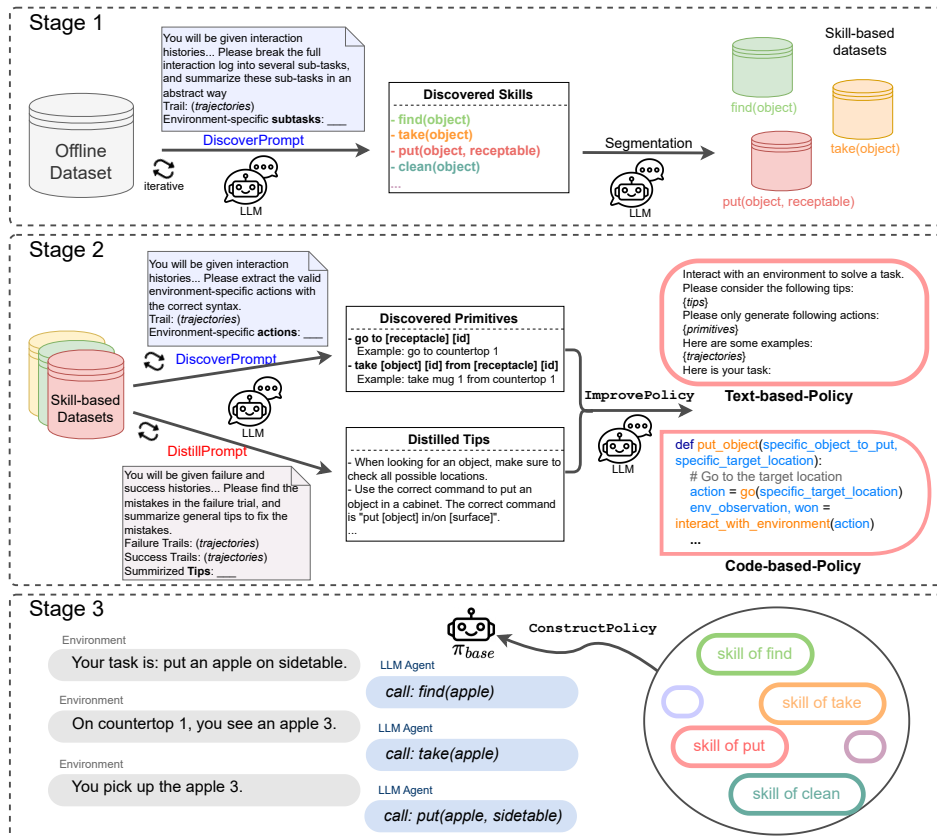 Stage 1
You will be given interaction
histories... Please break the full
interaction log into several sub-tasks,
and summarize these sub-tasks in an
abstract way
Trail: (trajectories)
Environment-specific subtasks: ___
Offline
Dataset
iterative
DiscoverPrompt
LLM
Discovered Skills
- find(object)
- take(object)
- put(object, receptable)
- clean(object)
...
Segmentation
LLM
Skill-based
datasets
find(object)
take(object)
put(object, receptable)
Stage 2
You will be given interaction
histories... Please extract the valid
environment-specific actions with
the correct syntax.
Trail: (trajectories)
Environment-specific actions: ___
Skill-based
Datasets
DiscoverPrompt
LLM
DistillPrompt
You will be given failure and
success histories... Please find the
mistakes in the failure trial, and
summarize general tips to fix the
mistakes.
Failure Trails: (trajectories)
Success Trails: (trajectories)
Summirized Tips: ___
Discovered Primitives
- go to [receptacle] [id]
Example: go to countertop 1
- take [object] [id] from [receptacle] [id]
Example: take mug 1 from countertop 1
Distilled Tips
- When looking for an object, make sure to
check all possible locations.
- Use the correct command to put an
object in a cabinet. The correct command
is "put [object] in/on [surface]".
...
ImprovePolicy
LLM
Interact with an environment to solve a task.
Please consider the following tips:
{tips}
Please only generate following actions:
{primitives}
Here are some examples:
{trajectories}
Here is your task:
Text-based-Policy
def put_object(specific_object_to_put,
specific_target_location):
# Go to the target location
action = go(specific_target_location)
env_observation, won =
interact_with_environment(action)
...
Code-based-Policy
Stage 3
Environment
Your task is: put an apple on sidetable.
Environment
On countertop 1, you see an apple 3.
Environment
You pick up the apple 3.
π_base
LLM Agent
call: find(apple)
LLM Agent
call: take(apple)
LLM Agent
call: put(apple, sidetable)
ConstructPolicy
skill of find
skill of take
skill of put
skill of clean